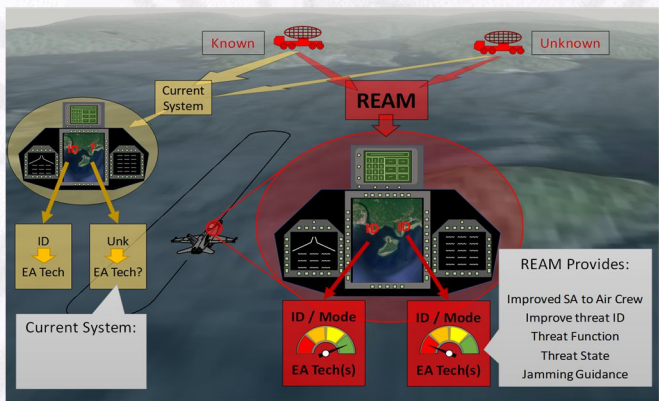 Known
Unknown
Current
System
REAM
ID
EA Tech
Unk
EA Tech?
Current System:
ID / Mode
EA Tech(s)
ID / Mode
EA Tech(s)
REAM Provides:
Improved SA to Air Crew
Improve threat ID
Threat Function
Threat State
Jamming Guidance